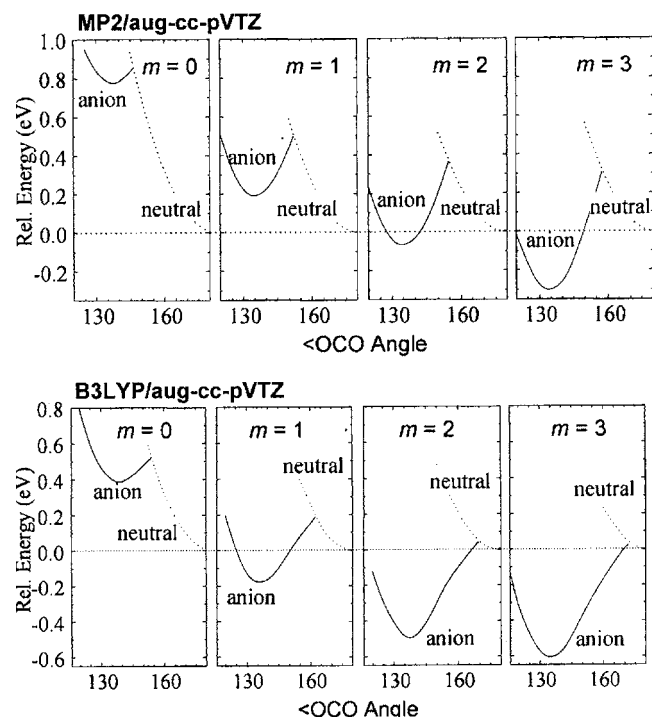 MP2/aug-cc-pVTZ
Rel. Energy (eV)
1.0
0.8
0.6
0.4
0.2
0.0
-0.2
m = 0
anion
neutral
m = 1
anion
neutral
m = 2
anion
neutral
m = 3
anion
neutral
130 160 130 160 130 160 130 160
<OCO Angle
B3LYP/aug-cc-pVTZ
Rel. Energy (eV)
0.8
0.6
0.4
0.2
0.0
-0.2
-0.4
-0.6
m = 0
anion
neutral
m = 1
neutral
anion
m = 2
neutral
anion
m = 3
neutral
anion
130 160 130 160 130 160 130 160
<OCO Angle